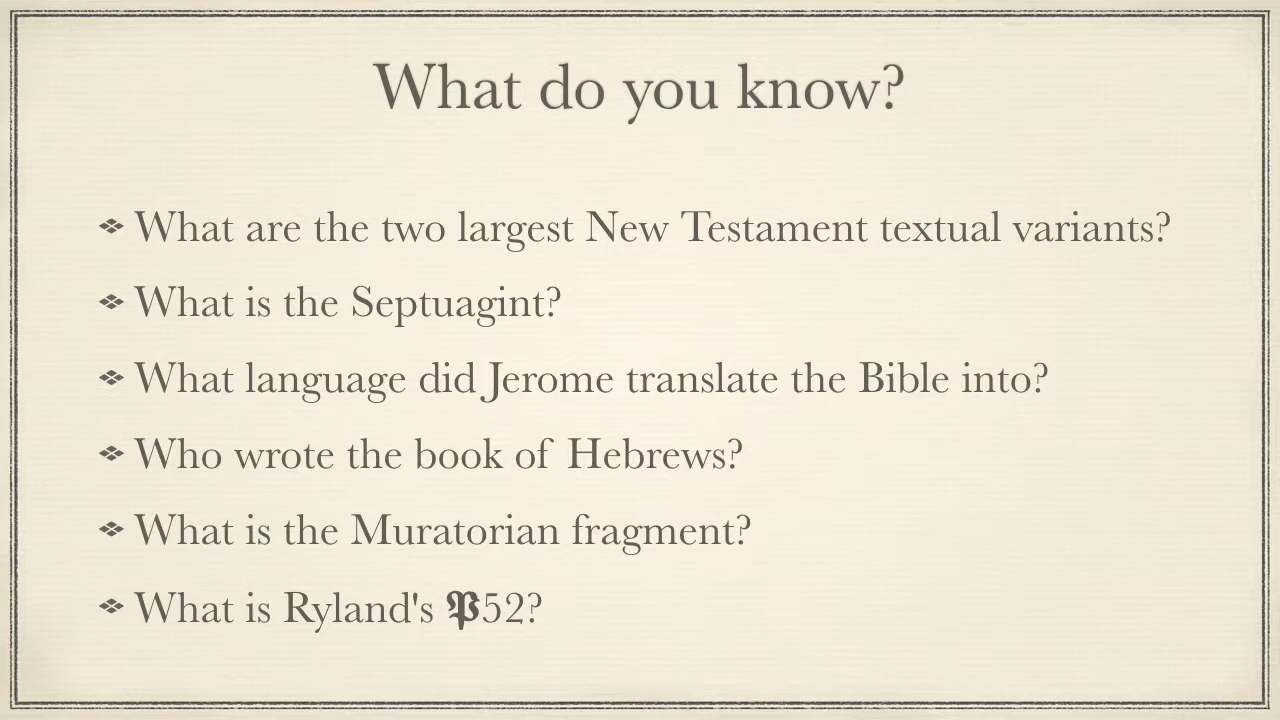 What do you know?
❖ What are the two largest New Testament textual variants?
❖ What is the Septuagint?
❖ What language did Jerome translate the Bible into?
❖ Who wrote the book of Hebrews?
❖ What is the Muratorian fragment?
❖ What is Ryland's 𝕻52?